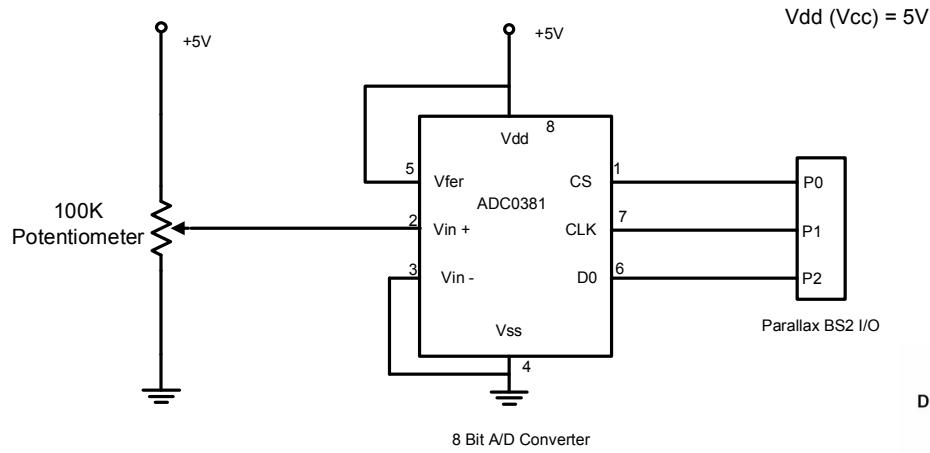 Vdd (Vcc) = 5V
+5V
+5V
8
Vdd
5
Vfer
CS
1
ADC0381
P0
100K
Potentiometer
2
Vin +
CLK
7
P1
3
Vin -
D0
6
P2
Vss
Parallax BS2 I/O
4
D
8 Bit A/D Converter